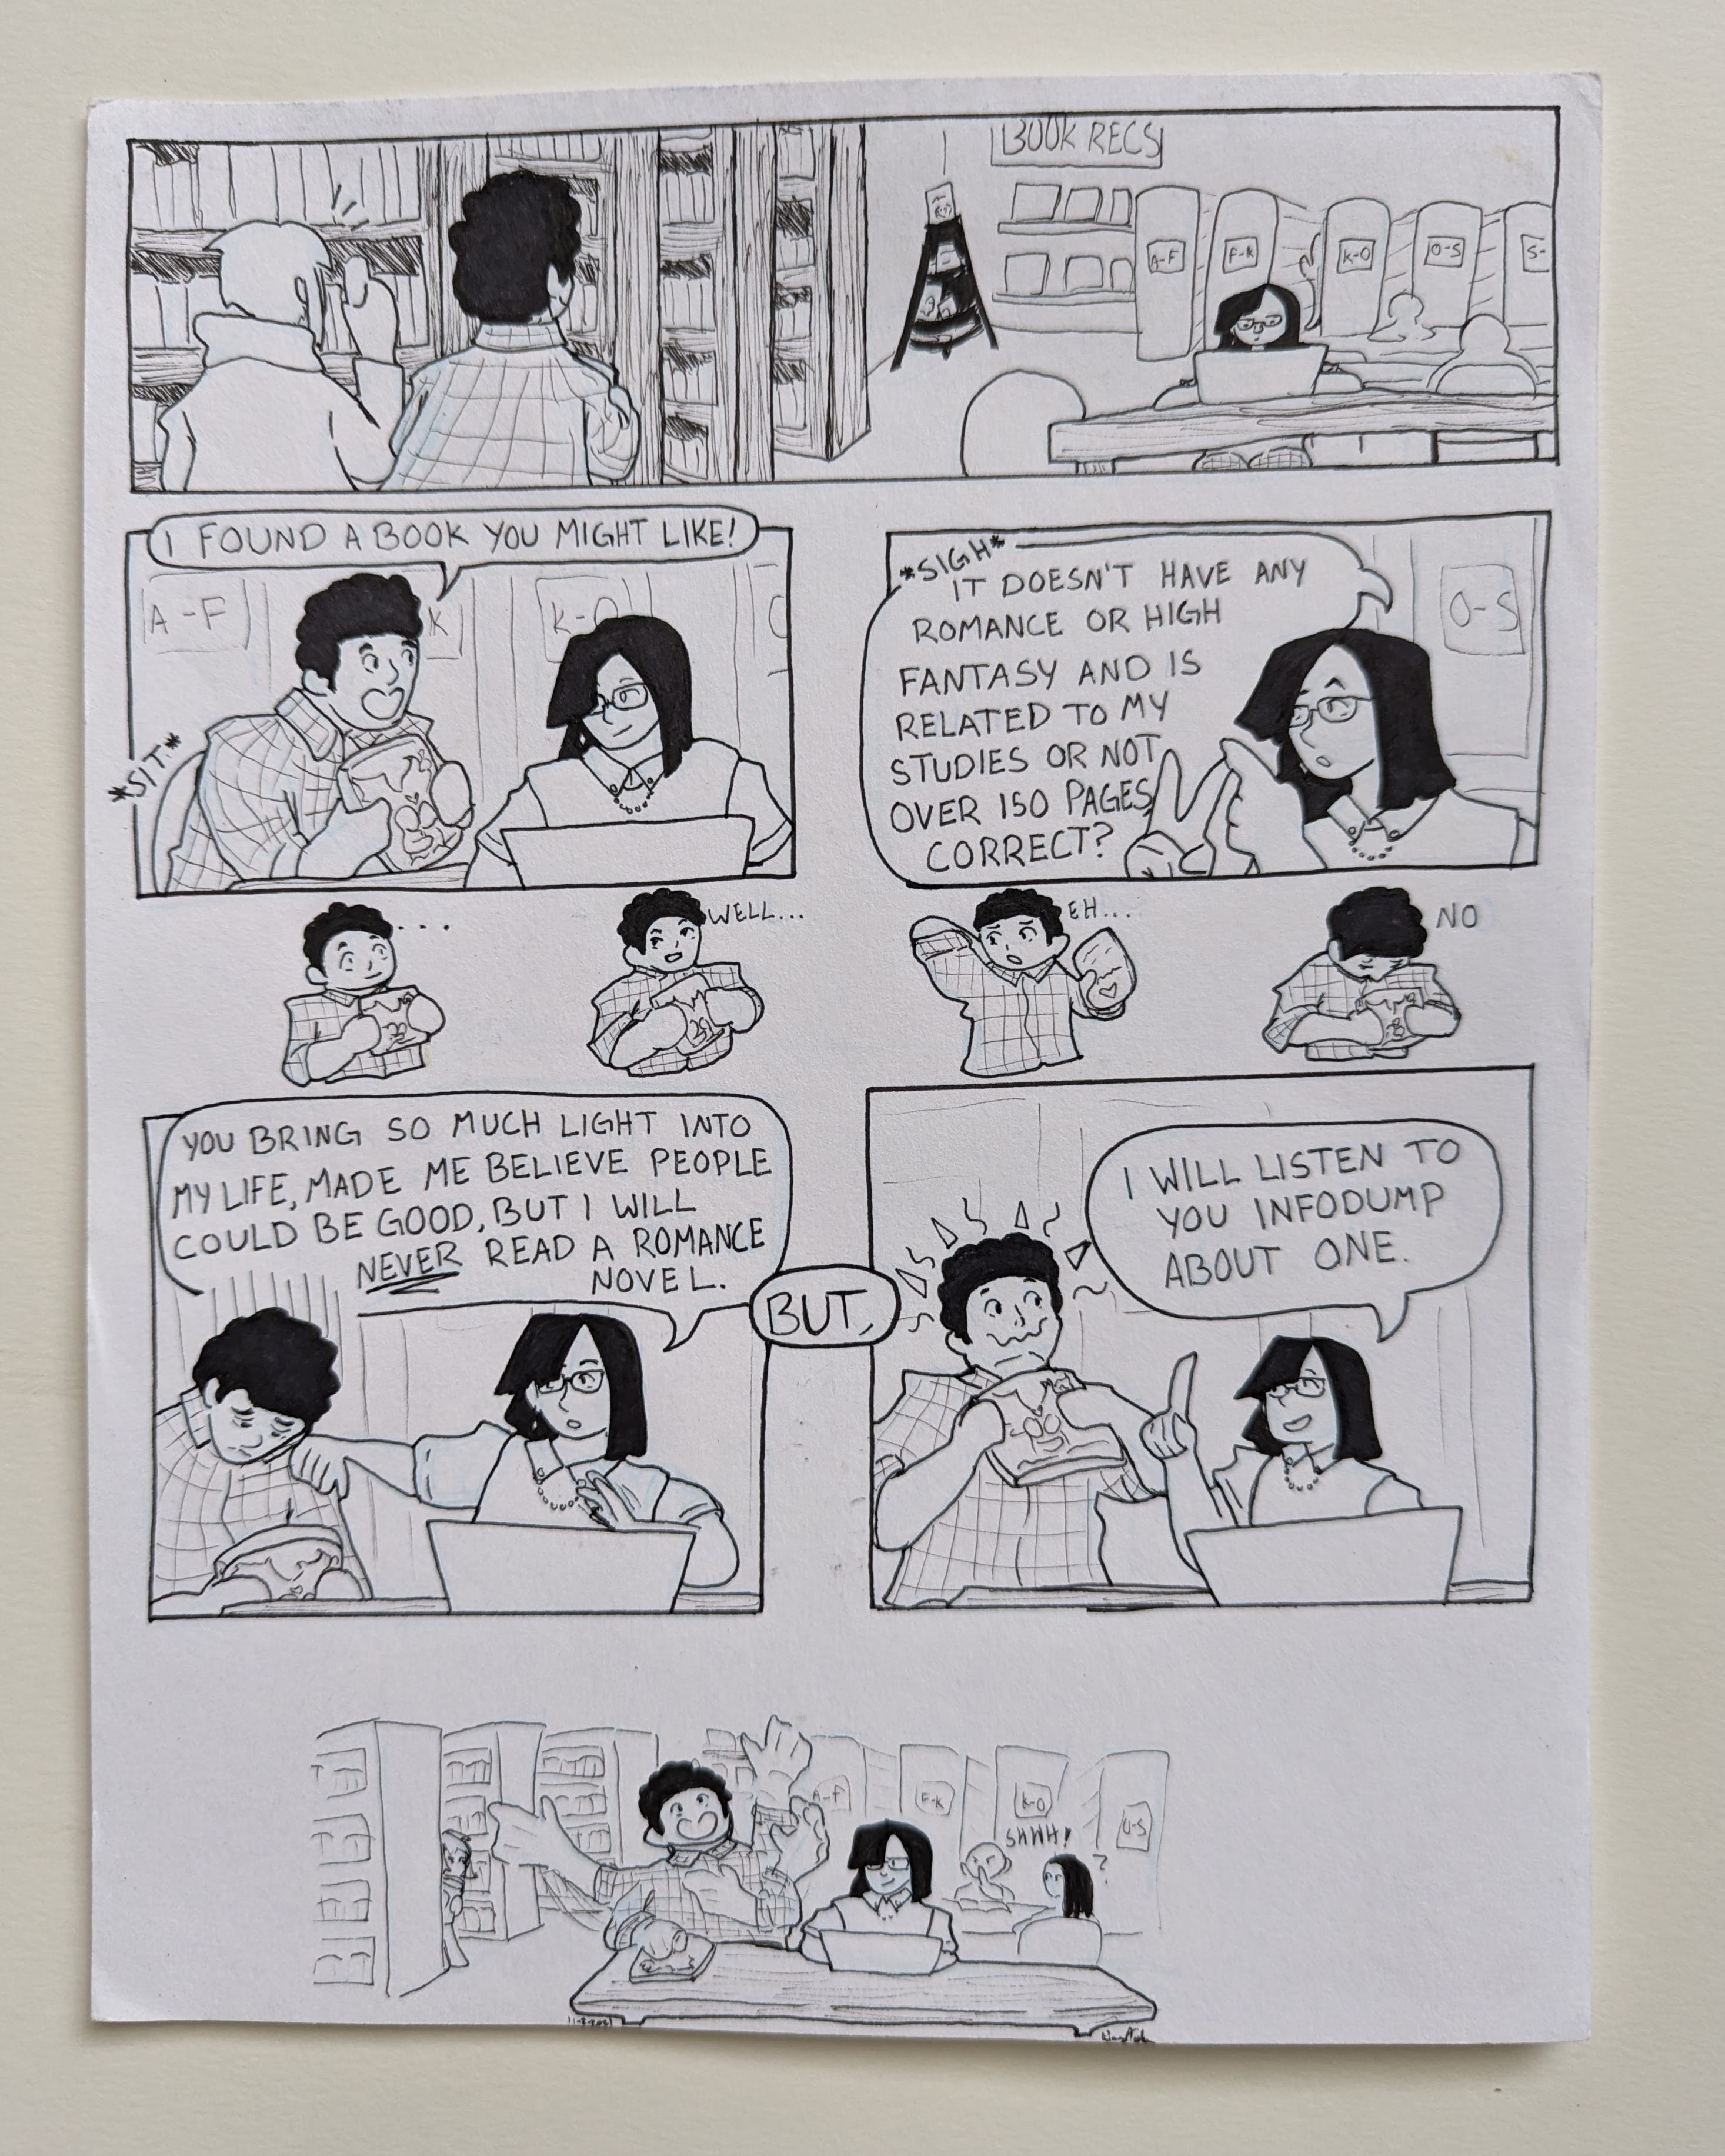 BOOK RECS
A-F
F-K
K-O
O-S
S-
I FOUND A BOOK YOU MIGHT LIKE!
A-F
K
K-O
*SIT*
*SIGH*
IT DOESN'T HAVE ANY
ROMANCE OR HIGH
FANTASY AND IS
RELATED TO MY
STUDIES OR NOT
OVER 150 PAGES,
CORRECT?
O-S
...
WELL...
EH...
NO
YOU BRING SO MUCH LIGHT INTO
MY LIFE, MADE ME BELIEVE PEOPLE
COULD BE GOOD, BUT I WILL
NEVER READ A ROMANCE
NOVEL.
BUT,
I WILL LISTEN TO
YOU INFODUMP
ABOUT ONE.
A-F
F-K
K-O
O-S
SHHH!
?